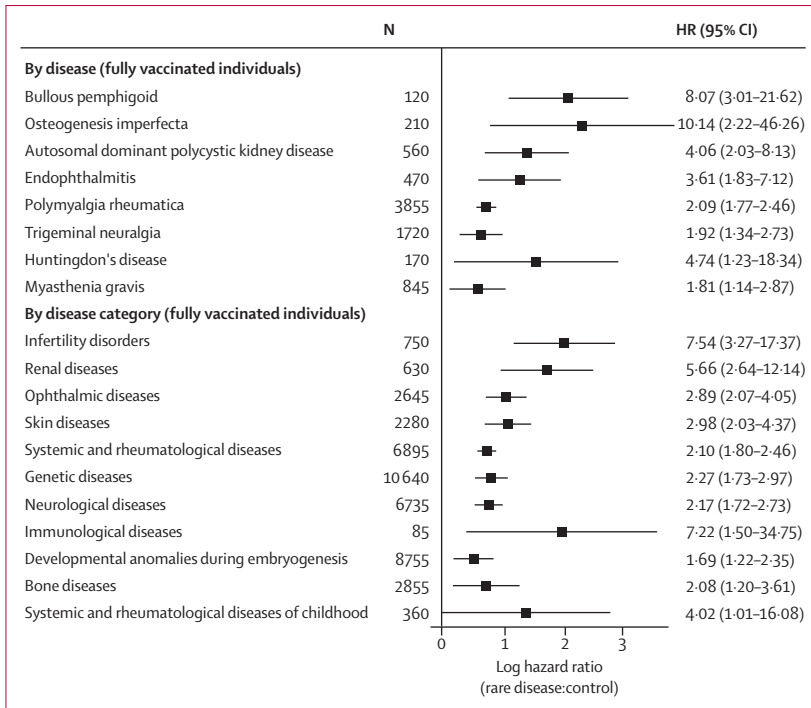 N HR (95% CI)
By disease (fully vaccinated individuals)
Bullous pemphigoid 120 8·07 (3·01–21·62)
Osteogenesis imperfecta 210 10·14 (2·22–46·26)
Autosomal dominant polycystic kidney disease 560 4·06 (2·03–8·13)
Endophthalmitis 470 3·61 (1·83–7·12)
Polymyalgia rheumatica 3855 2·09 (1·77–2·46)
Trigeminal neuralgia 1720 1·92 (1·34–2·73)
Huntingdon's disease 170 4·74 (1·23–18·34)
Myasthenia gravis 845 1·81 (1·14–2·87)
By disease category (fully vaccinated individuals)
Infertility disorders 750 7·54 (3·27–17·37)
Renal diseases 630 5·66 (2·64–12·14)
Ophthalmic diseases 2645 2·89 (2·07–4·05)
Skin diseases 2280 2·98 (2·03–4·37)
Systemic and rheumatological diseases 6895 2·10 (1·80–2·46)
Genetic diseases 10 640 2·27 (1·73–2·97)
Neurological diseases 6735 2·17 (1·72–2·73)
Immunological diseases 85 7·22 (1·50–34·75)
Developmental anomalies during embryogenesis 8755 1·69 (1·22–2·35)
Bone diseases 2855 2·08 (1·20–3·61)
Systemic and rheumatological diseases of childhood 360 4·02 (1·01–16·08)
0 1 2 3
Log hazard ratio
(rare disease:control)